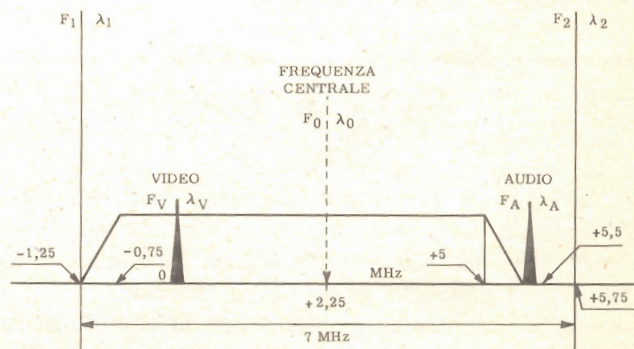 F1 λ1
F2 λ2
FREQUENZA
CENTRALE
F0 λ0
VIDEO
AUDIO
FV λV
FA λA
-1,25
-0,75
0
+5
MHz
+5,5
+2,25
+5,75
7 MHz